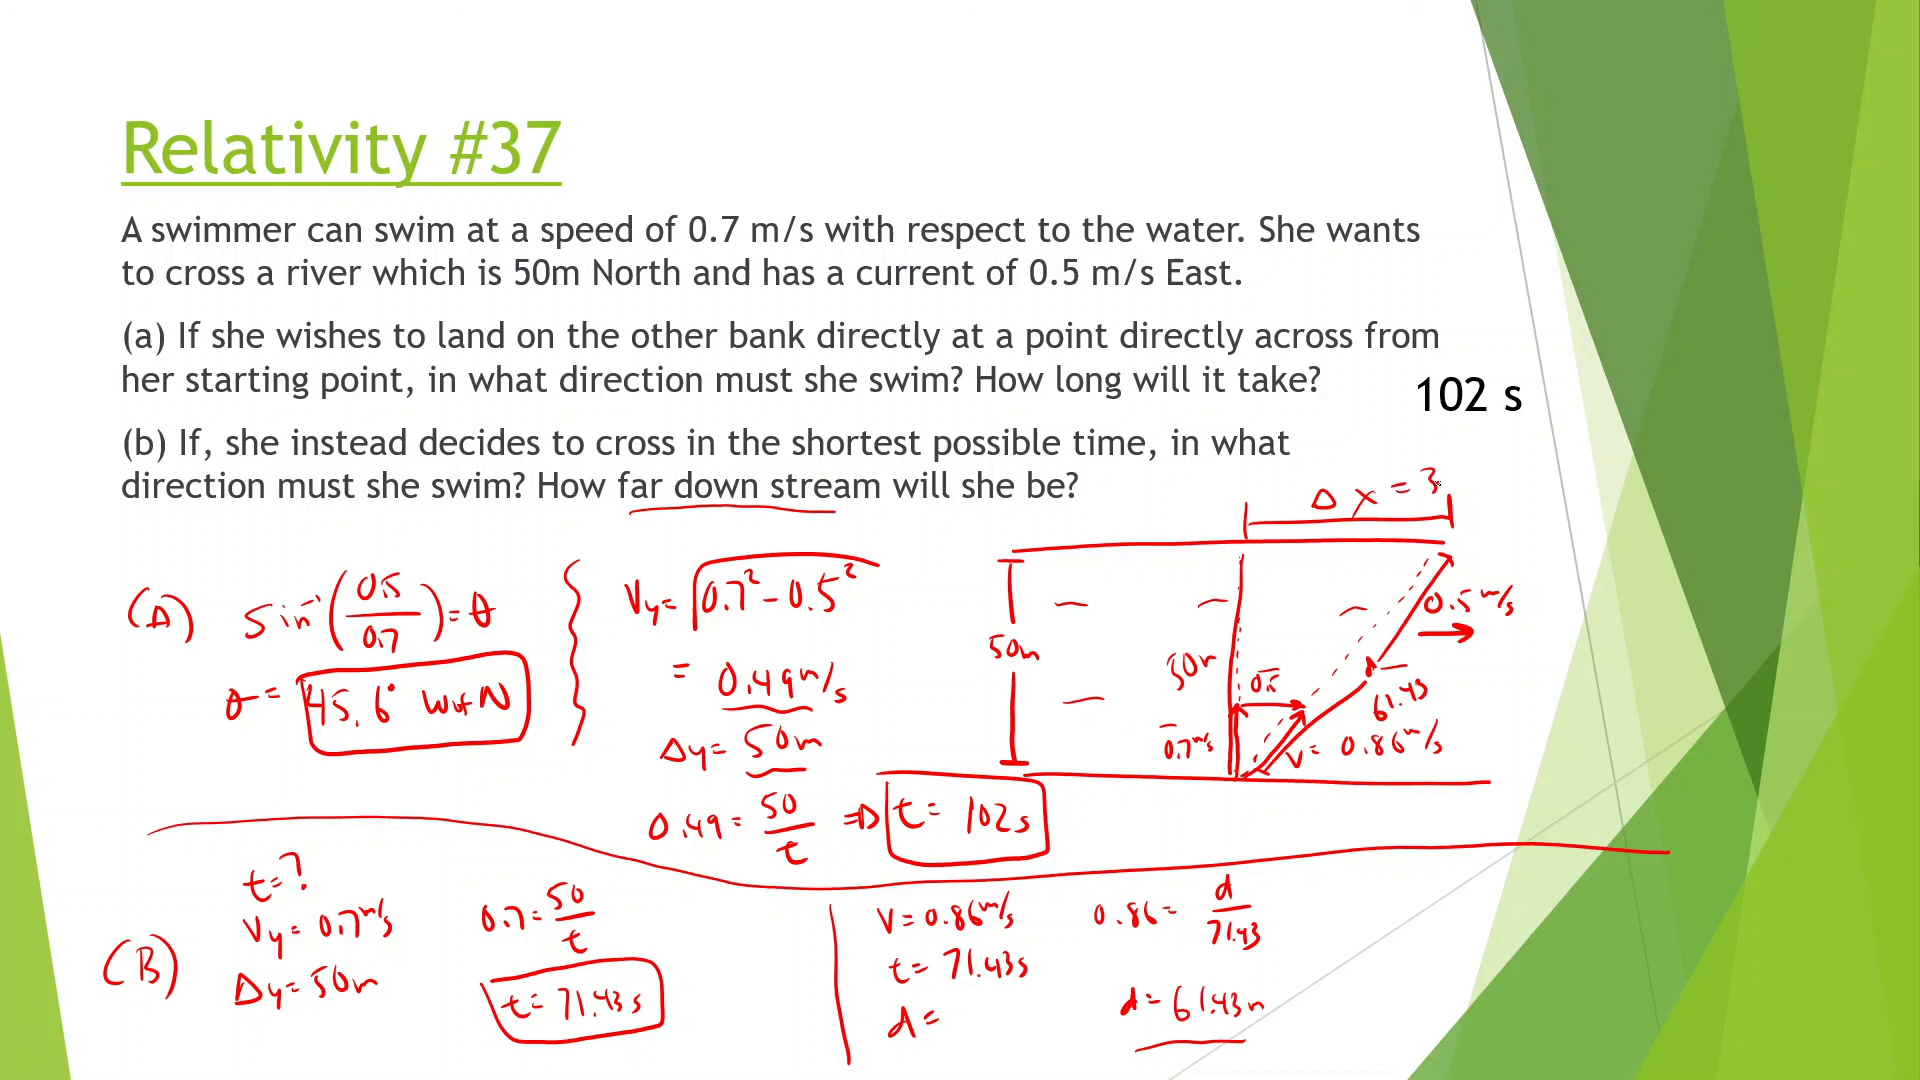 Relativity #37
A swimmer can swim at a speed of 0.7 m/s with respect to the water. She wants
to cross a river which is 50m North and has a current of 0.5 m/s East.
(a) If she wishes to land on the other bank directly at a point directly across from
her starting point, in what direction must she swim? How long will it take?
102 s
(b) If, she instead decides to cross in the shortest possible time, in what
direction must she swim? How far down stream will she be?
Δx = 3
(A) sin⁻¹(0.5/0.7) = θ
θ = 45.6° W of N
Vy = √0.7² - 0.5²
= 0.49 m/s
Δy = 50m
0.49 = 50/t ⇒ t = 102s
50m
50m
0.5
0.7 m/s
0.5 m/s
d = 61.43
V = 0.86 m/s
(B)
t = ?
Vy = 0.7 m/s
Δy = 50m
0.7 = 50/t
t = 71.43 s
V = 0.86 m/s
t = 71.43s
d =
0.86 = d/71.43
d = 61.43m